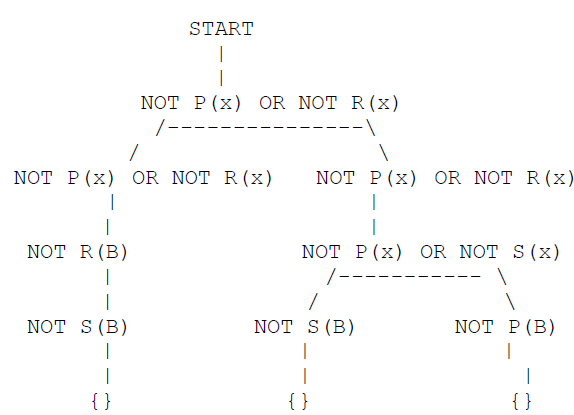 START
|
|
NOT P(x) OR NOT R(x)
/---------------\
/ \
NOT P(x) OR NOT R(x) NOT P(x) OR NOT R(x)
| |
| |
NOT R(B) NOT P(x) OR NOT S(x)
| /----------- \
| / \
NOT S(B) NOT S(B) NOT P(B)
| | |
| | |
{} {} {}